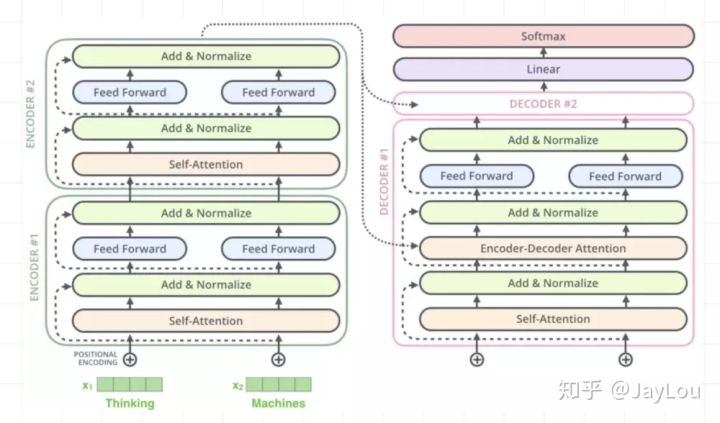 ENCODER #2
Add & Normalize
Feed Forward
Feed Forward
Add & Normalize
Self-Attention
ENCODER #1
Add & Normalize
Feed Forward
Feed Forward
Add & Normalize
Self-Attention
POSITIONAL
ENCODING
x1
x2
Thinking
Machines
Softmax
Linear
DECODER #2
DECODER #1
Add & Normalize
Feed Forward
Feed Forward
Add & Normalize
Encoder-Decoder Attention
Add & Normalize
Self-Attention
知乎 @JayLou